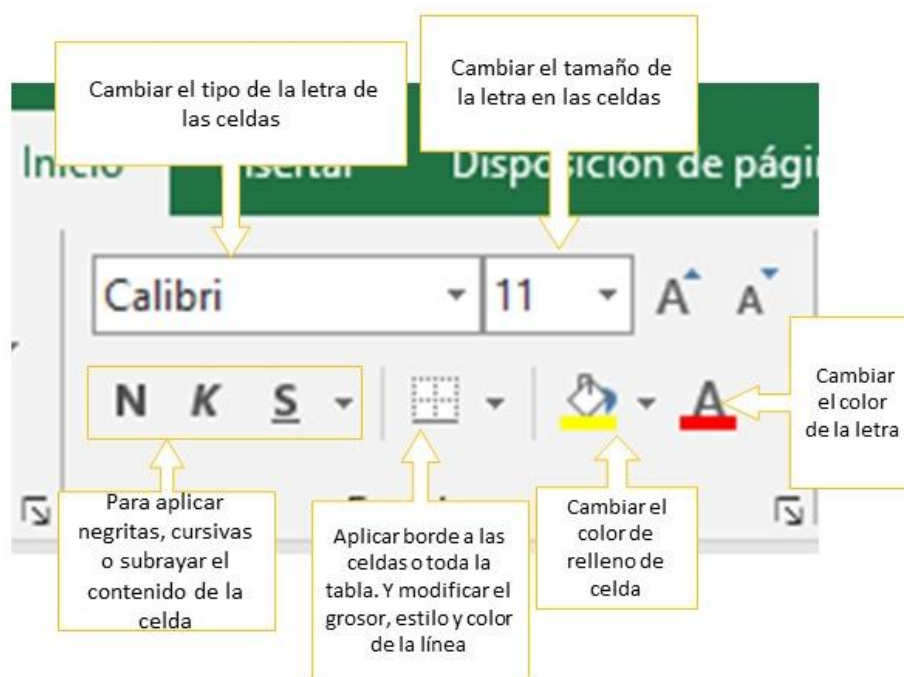 Cambiar el tipo de la letra de
las celdas
Cambiar el tamaño de
la letra en las celdas
Inicio
Insertar
Disposición de págin
Calibri
11
A
A
N K S
A
Cambiar
el color
de la letra
Para aplicar
negritas, cursivas
o subrayar el
contenido de la
celda
Aplicar borde a las
celdas o toda la
tabla. Y modificar el
grosor, estilo y color
de la línea
Cambiar el
color de
relleno de
celda